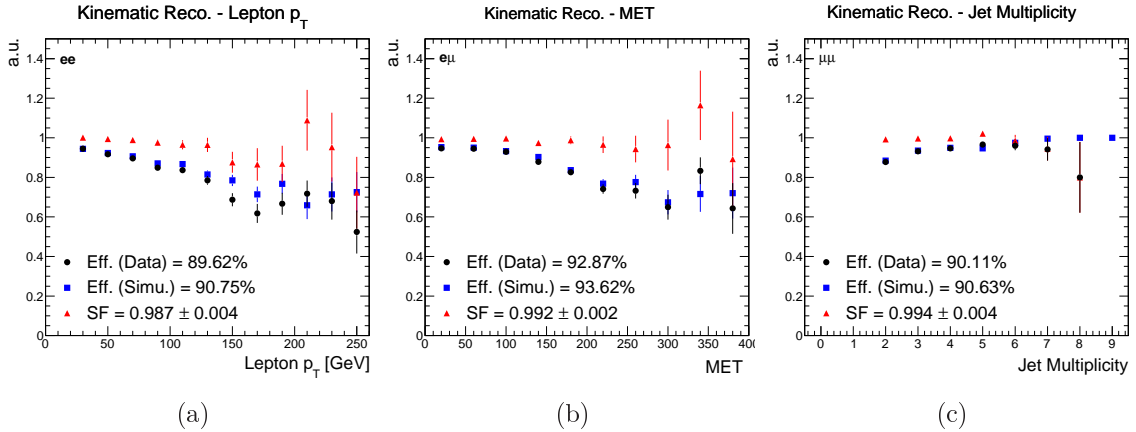 Kinematic Reco. - Lepton p_T
a.u.
1.4
1.2
1
0.8
0.6
0.4
0.2
0
ee
Eff. (Data) = 89.62%
Eff. (Simu.) = 90.75%
SF = 0.987 ± 0.004
0 50 100 150 200 250
Lepton p_T [GeV]
(a)
Kinematic Reco. - MET
a.u.
1.4
1.2
1
0.8
0.6
0.4
0.2
0
eμ
Eff. (Data) = 92.87%
Eff. (Simu.) = 93.62%
SF = 0.992 ± 0.002
0 50 100 150 200 250 300 350 400
MET
(b)
Kinematic Reco. - Jet Multiplicity
a.u.
1.4
1.2
1
0.8
0.6
0.4
0.2
0
μμ
Eff. (Data) = 90.11%
Eff. (Simu.) = 90.63%
SF = 0.994 ± 0.004
0 1 2 3 4 5 6 7 8 9
Jet Multiplicity
(c)